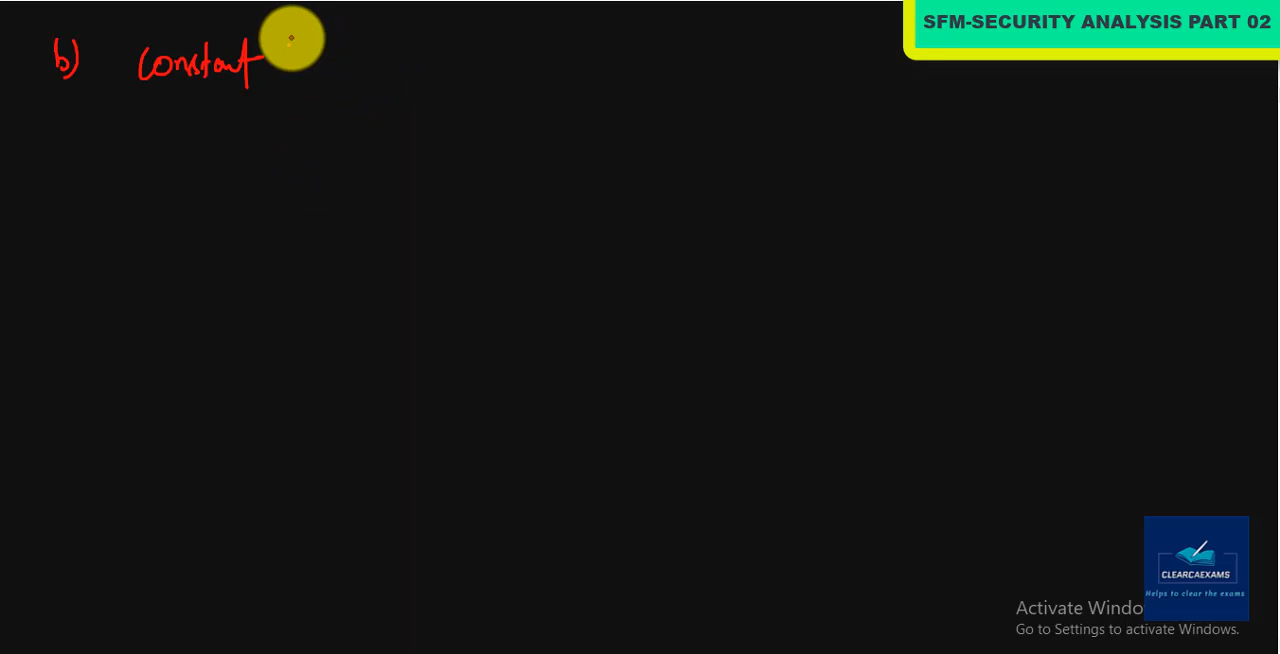 SFM-SECURITY ANALYSIS PART 02
b) constant
CLEARCAEXAMS
Helps to clear the exams
Activate Windo
Go to Settings to activate Windows.